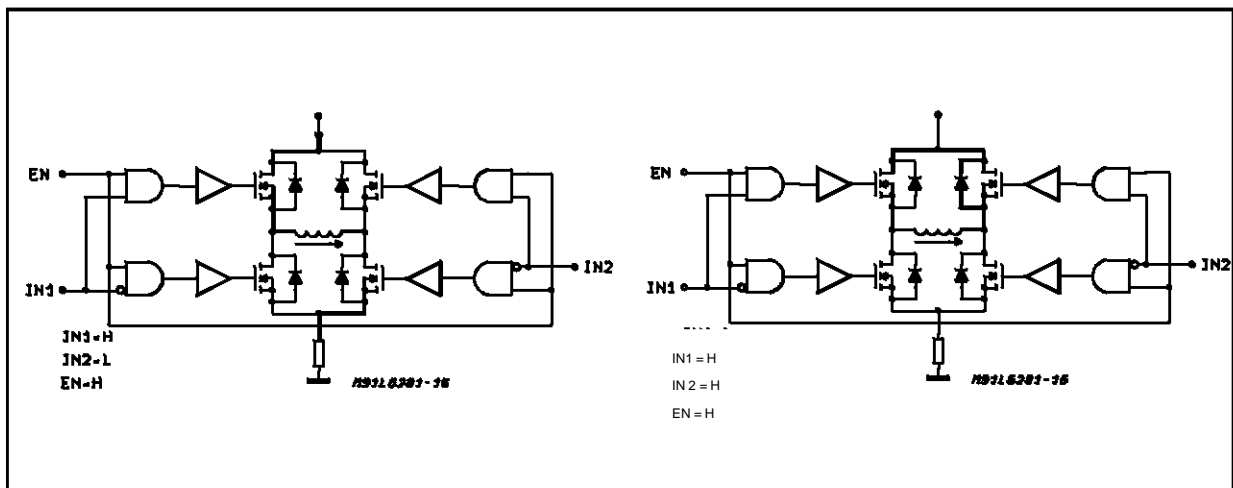 EN
IN1
IN2
IN1=H
IN2=L
EN=H
EN
IN1
IN2
IN1 = H
IN 2 = H
EN = H